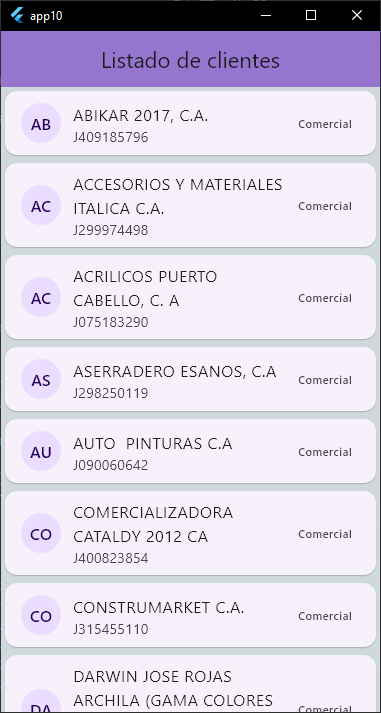 app10
Listado de clientes
AB
ABIKAR 2017, C.A.
J409185796
Comercial
AC
ACCESORIOS Y MATERIALES
ITALICA C.A.
J299974498
Comercial
AC
ACRILICOS PUERTO
CABELLO, C. A
J075183290
Comercial
AS
ASERRADERO ESANOS, C.A
J298250119
Comercial
AU
AUTO  PINTURAS C.A
J090060642
Comercial
CO
COMERCIALIZADORA
CATALDY 2012 CA
J400823854
Comercial
CO
CONSTRUMARKET C.A.
J315455110
Comercial
DA
DARWIN JOSE ROJAS
ARCHILA (GAMA COLORES
Comercial